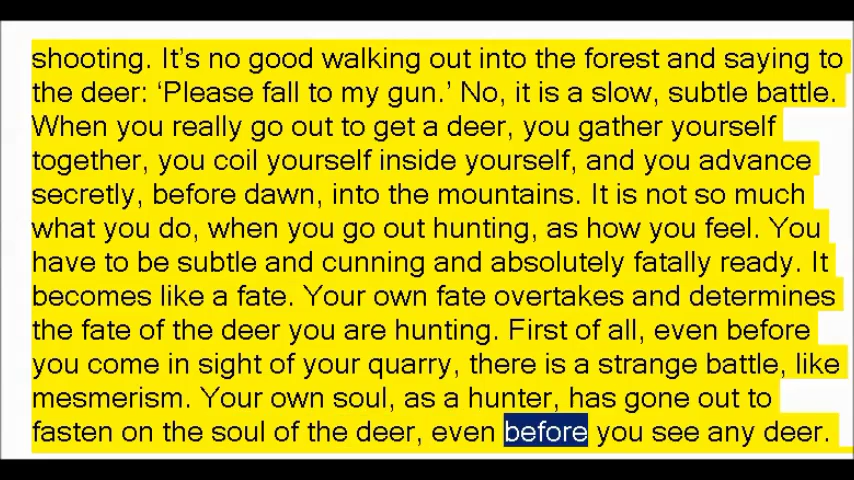 shooting. It’s no good walking out into the forest and saying to
the deer: ‘Please fall to my gun.’ No, it is a slow, subtle battle.
When you really go out to get a deer, you gather yourself
together, you coil yourself inside yourself, and you advance
secretly, before dawn, into the mountains. It is not so much
what you do, when you go out hunting, as how you feel. You
have to be subtle and cunning and absolutely fatally ready. It
becomes like a fate. Your own fate overtakes and determines
the fate of the deer you are hunting. First of all, even before
you come in sight of your quarry, there is a strange battle, like
mesmerism. Your own soul, as a hunter, has gone out to
fasten on the soul of the deer, even before you see any deer.